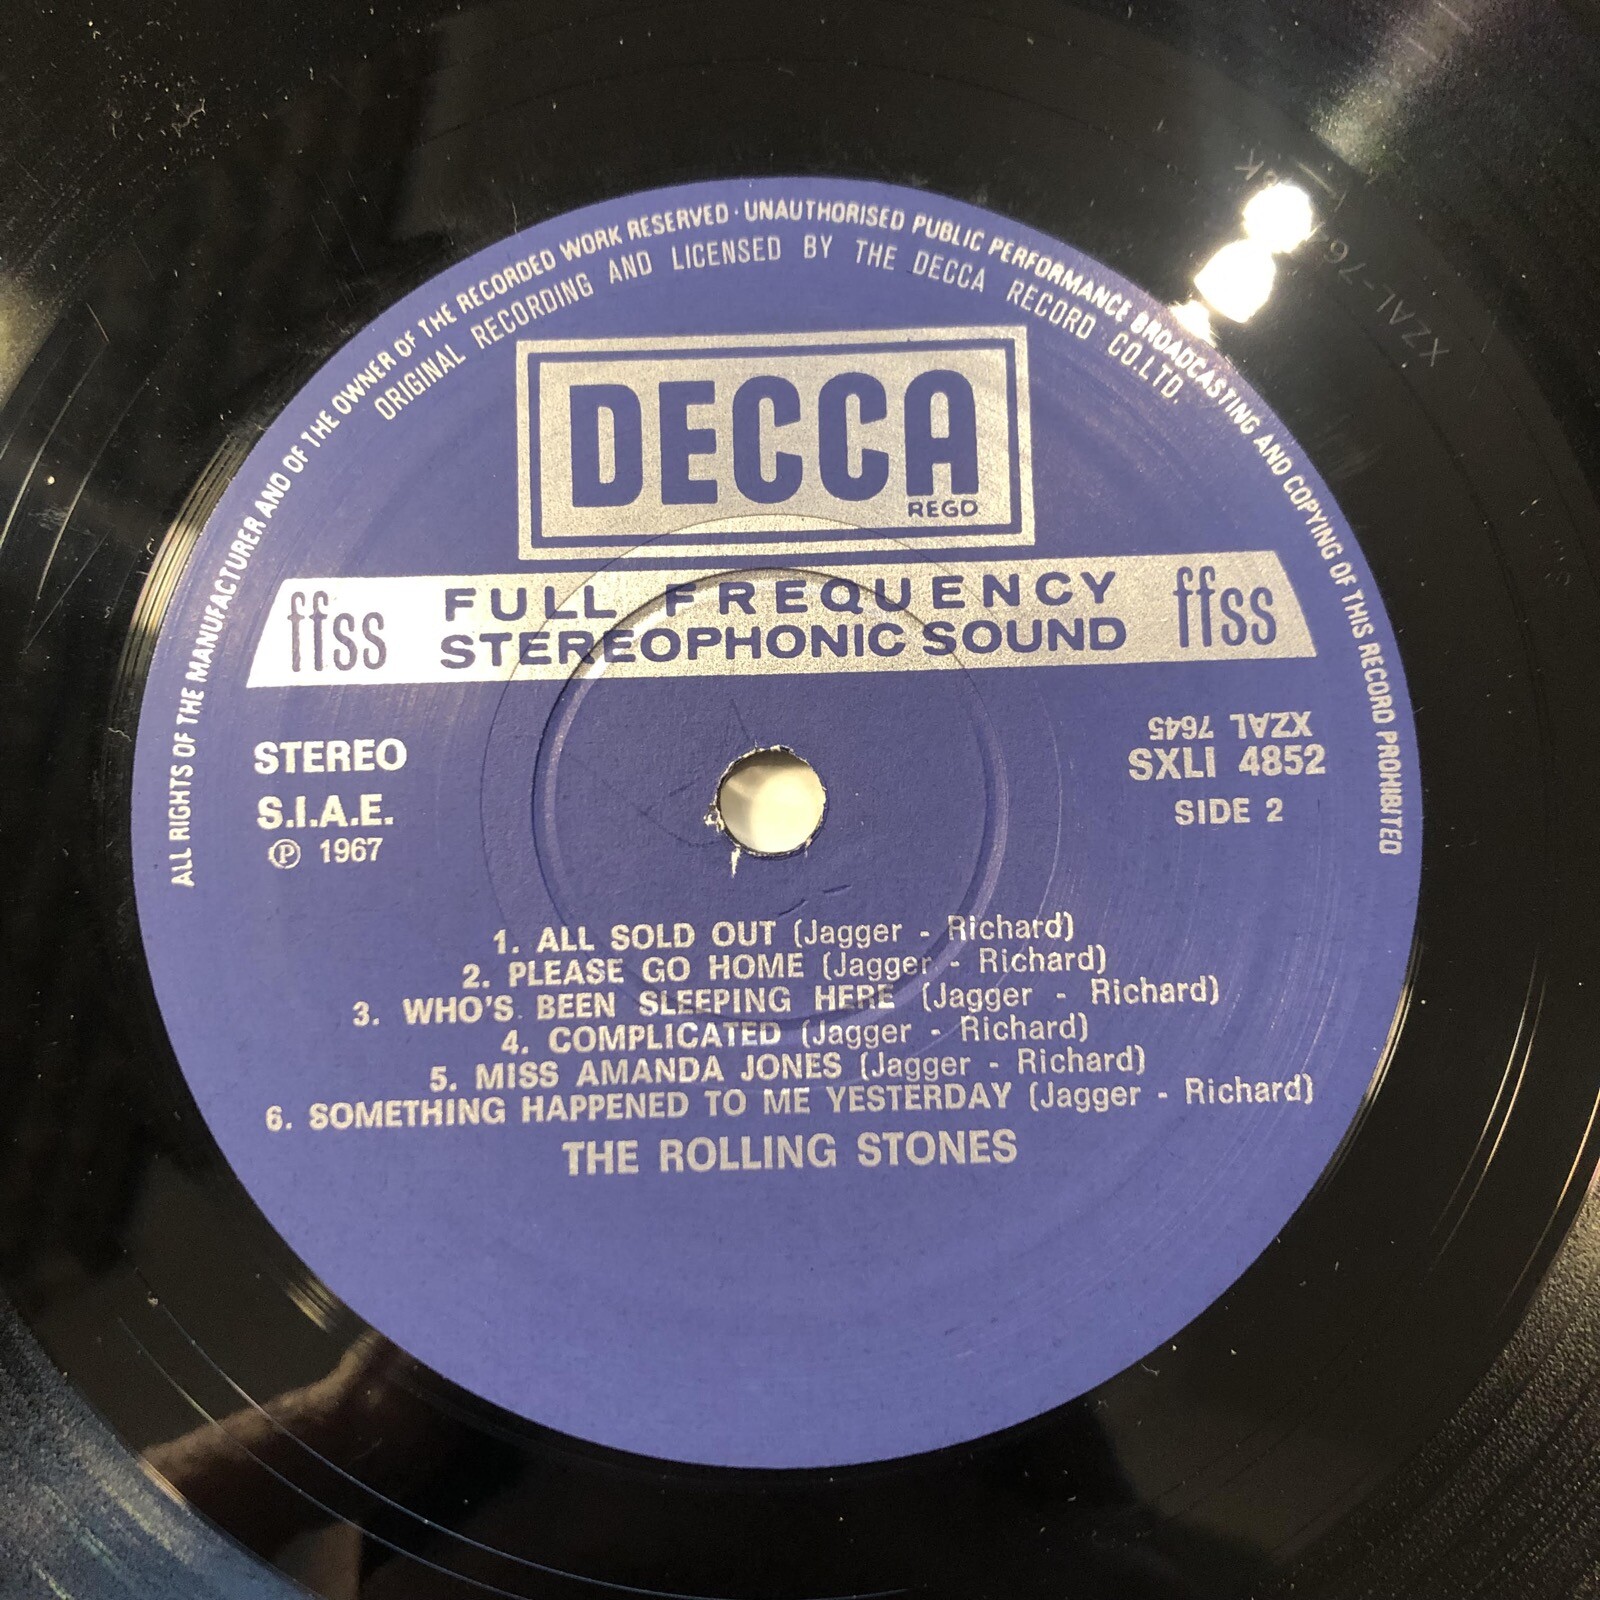 ALL RIGHTS OF THE MANUFACTURER AND OF THE OWNER OF THE RECORDED WORK RESERVED · UNAUTHORISED PUBLIC PERFORMANCE BROADCASTING AND COPYING OF THIS RECORD PROHIBITED
ORIGINAL RECORDING AND LICENSED BY THE DECCA RECORD CO. LTD.
DECCA
REGD
ffss FULL FREQUENCY ffss
STEREOPHONIC SOUND
STEREO
S.I.A.E.
℗ 1967
XZAL 7645
SXLI 4852
SIDE 2
1. ALL SOLD OUT (Jagger - Richard)
2. PLEASE GO HOME (Jagger - Richard)
3. WHO'S BEEN SLEEPING HERE (Jagger - Richard)
4. COMPLICATED (Jagger - Richard)
5. MISS AMANDA JONES (Jagger - Richard)
6. SOMETHING HAPPENED TO ME YESTERDAY (Jagger - Richard)
THE ROLLING STONES